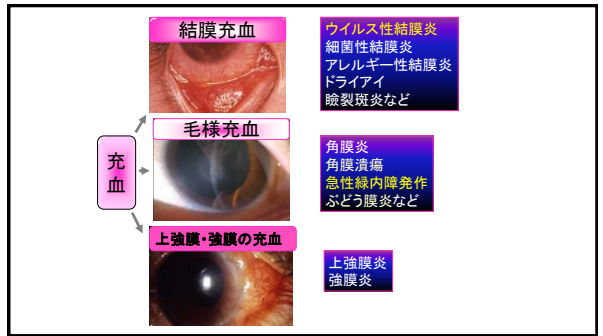 結膜充血
ウイルス性結膜炎
細菌性結膜炎
アレルギー性結膜炎
ドライアイ
瞼裂斑炎など
充血
毛様充血
角膜炎
角膜潰瘍
急性緑内障発作
ぶどう膜炎など
上強膜・強膜の充血
上強膜炎
強膜炎